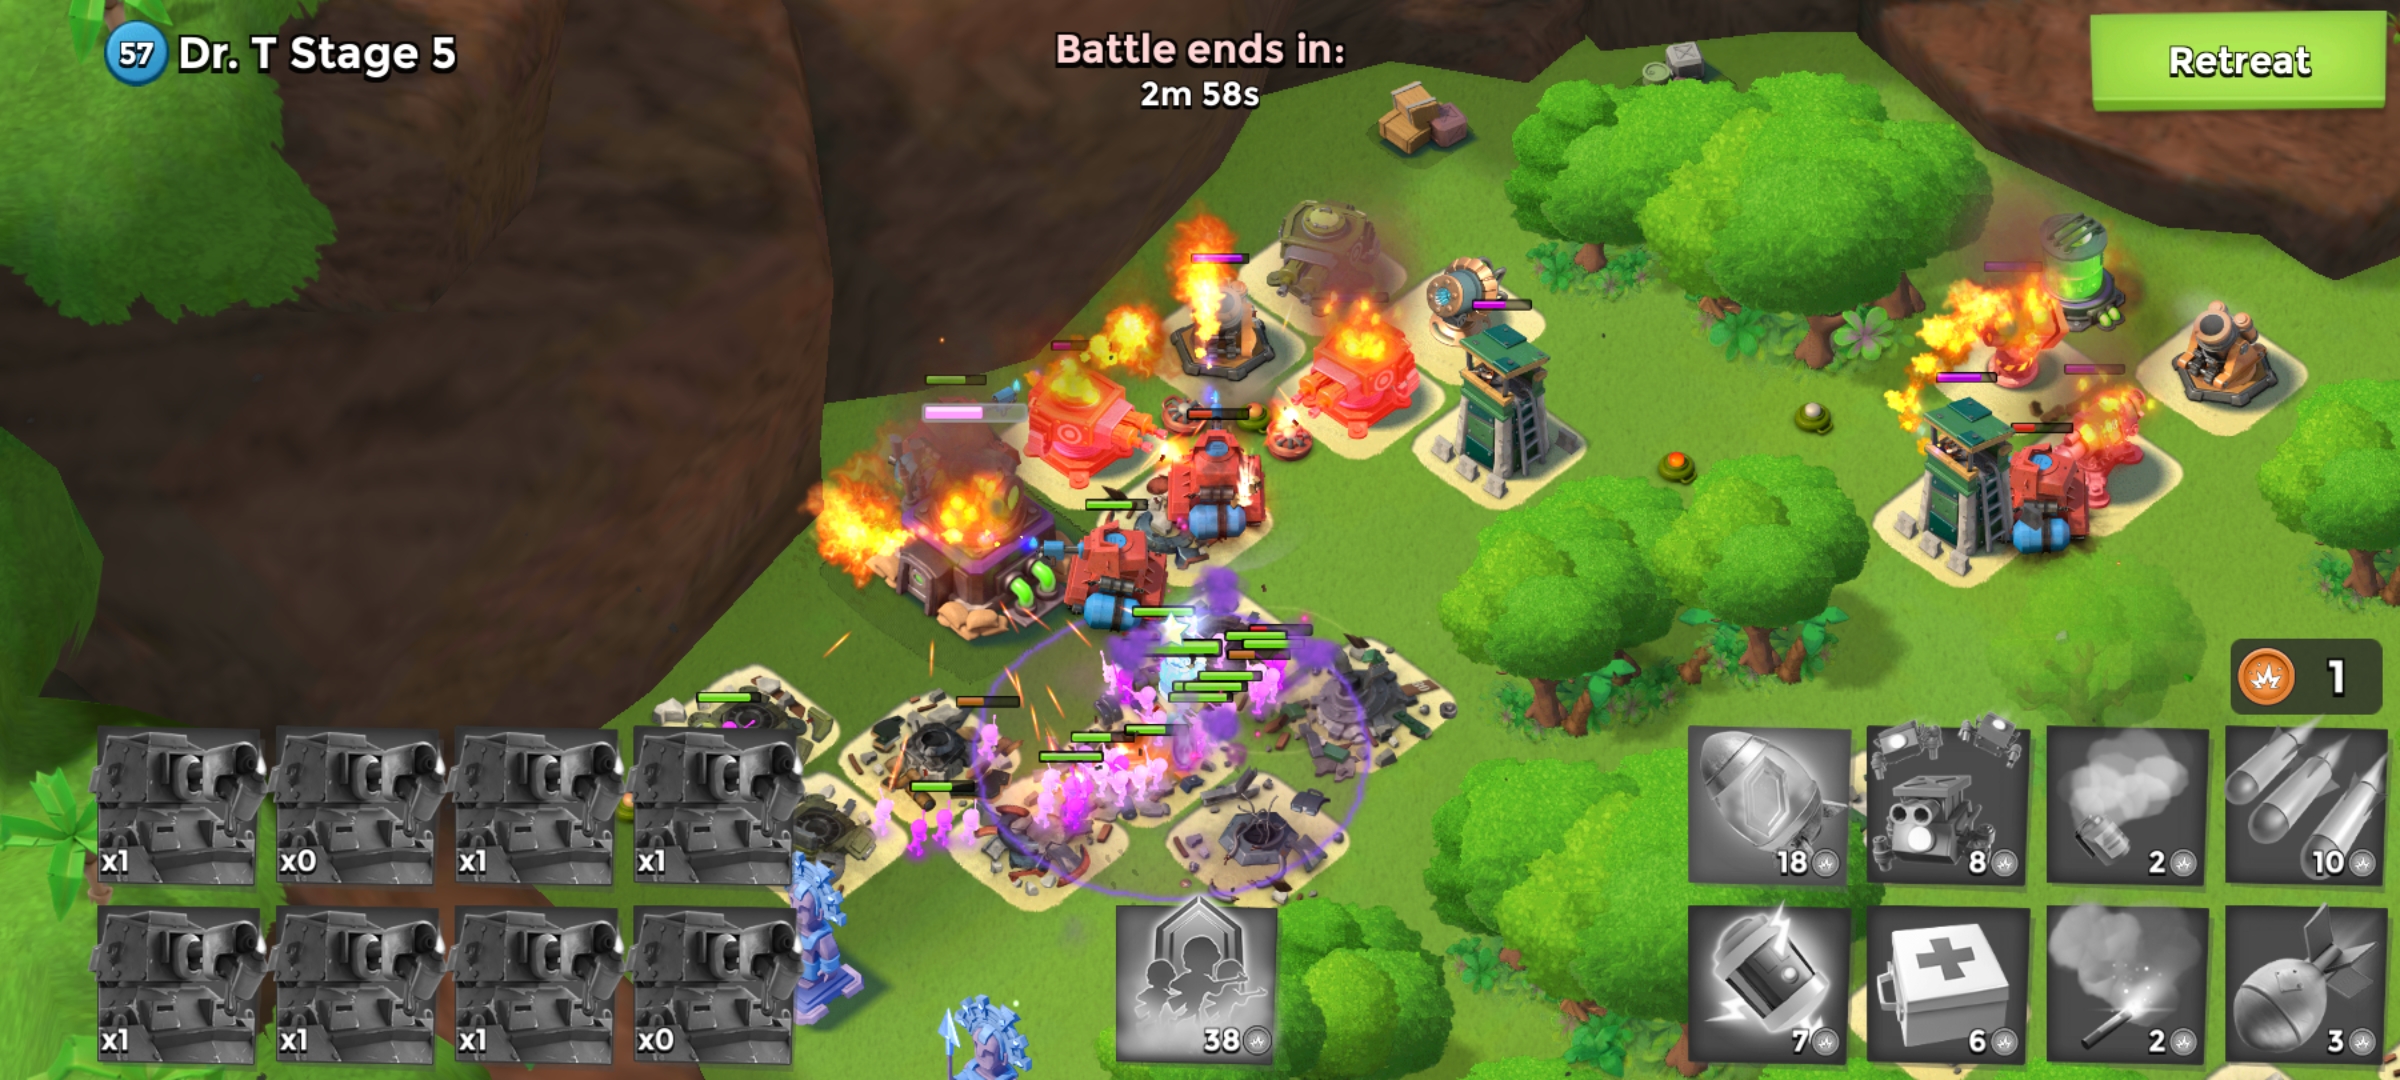 57 Dr. T Stage 5
Battle ends in:
2m 58s
Retreat
1
x1 x0 x1 x1
18 8 2 10
x1 x1 x1 x0
38
7 6 2 3